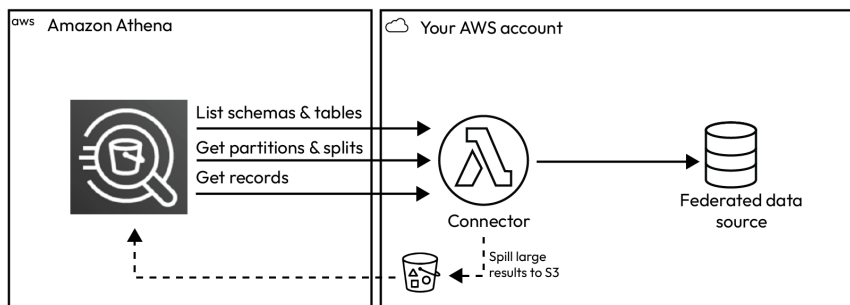 aws
Amazon Athena
Your AWS account
List schemas & tables
Get partitions & splits
Get records
Connector
Federated data
source
Spill large
results to S3